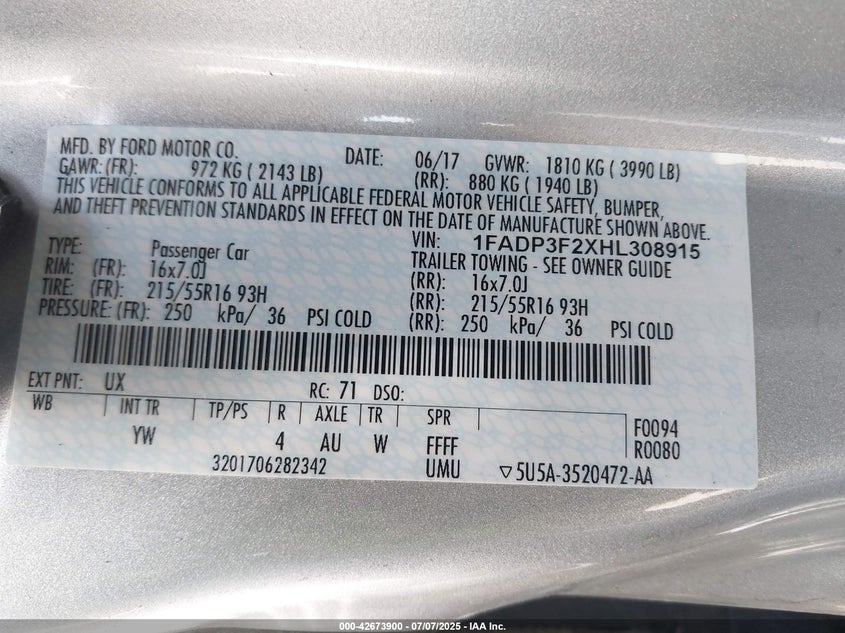 MFD. BY FORD MOTOR CO. DATE: 06/17 GVWR: 1810 KG ( 3990 LB)
GAWR: (FR): 972 KG ( 2143 LB) (RR): 880 KG ( 1940 LB)
THIS VEHICLE CONFORMS TO ALL APPLICABLE FEDERAL MOTOR VEHICLE SAFETY, BUMPER,
AND THEFT PREVENTION STANDARDS IN EFFECT ON THE DATE OF MANUFACTURE SHOWN ABOVE.
VIN: 1FADP3F2XHL308915
TYPE: Passenger Car TRAILER TOWING - SEE OWNER GUIDE
RIM: (FR): 16x7.0J (RR): 16x7.0J
TIRE: (FR): 215/55R16 93H (RR): 215/55R16 93H
PRESSURE: (FR): 250 kPa/ 36 PSI COLD (RR): 250 kPa/ 36 PSI COLD
EXT PNT: UX RC: 71 DSO:
WB INT TR TP/PS R AXLE TR SPR F0094
YW 4 AU W FFFF R0080
3201706282342 UMU ▽5U5A-3520472-AA
000-42673900 - 07/07/2025 - IAA Inc.